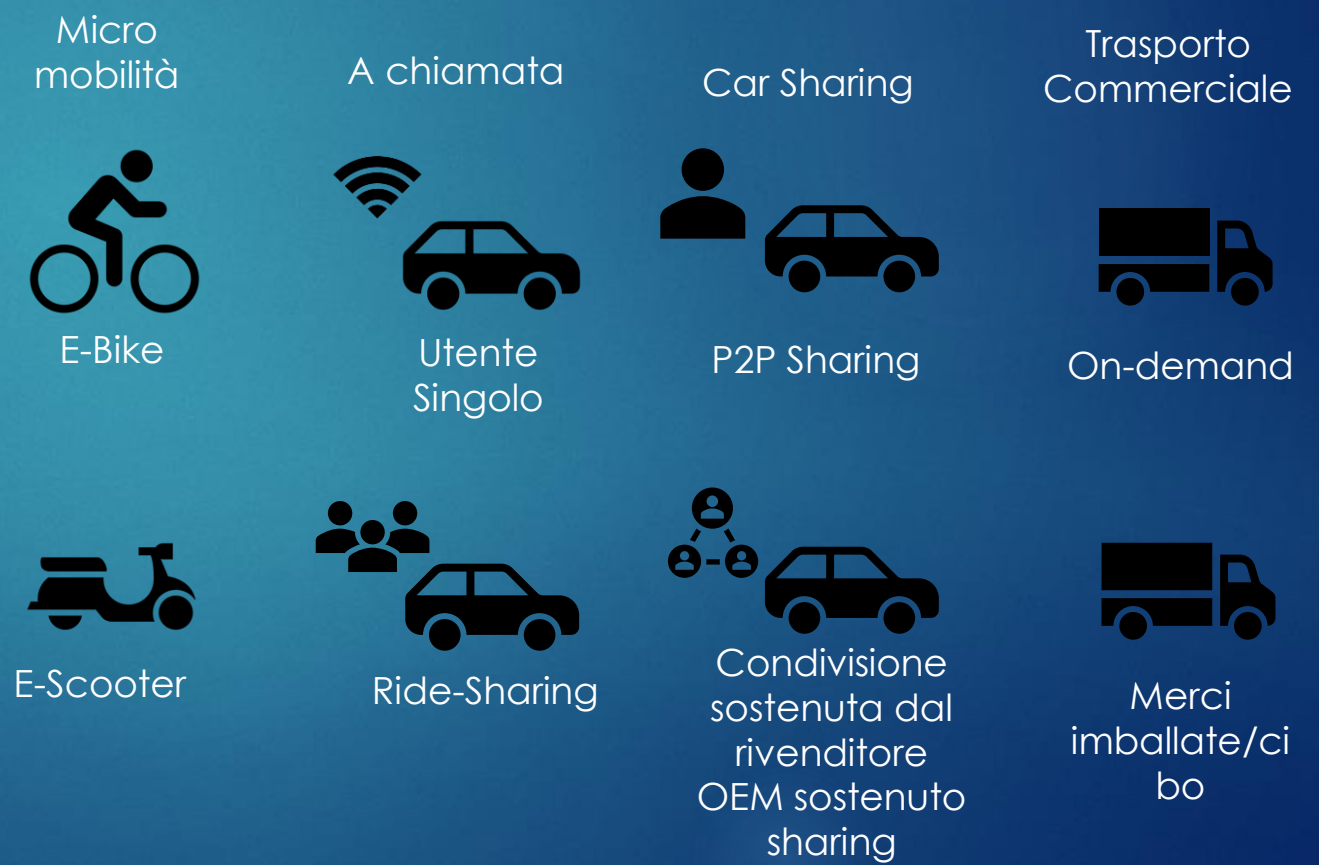 Micro
mobilità
A chiamata
Car Sharing
Trasporto
Commerciale
E-Bike
Utente
Singolo
P2P Sharing
On-demand
E-Scooter
Ride-Sharing
Condivisione
sostenuta dal
rivenditore
OEM sostenuto
sharing
Merci
imballate/ci
bo